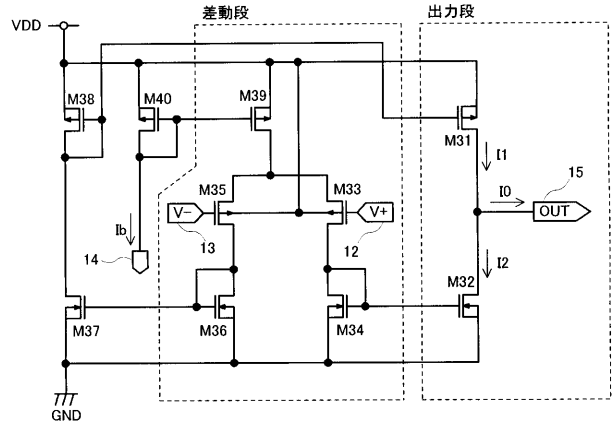 差動段
出力段
VDD
M38
M40
M39
M31
I1
M35
M33
V−
V+
13
12
I0
15
OUT
Ib
14
I2
M32
M37
M36
M34
GND